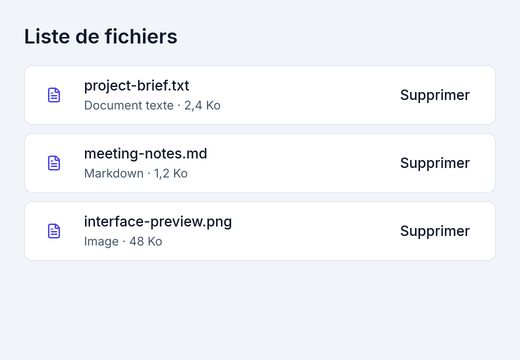 Liste de fichiers
project-brief.txt
Document texte · 2,4 Ko
Supprimer
meeting-notes.md
Markdown · 1,2 Ko
Supprimer
interface-preview.png
Image · 48 Ko
Supprimer